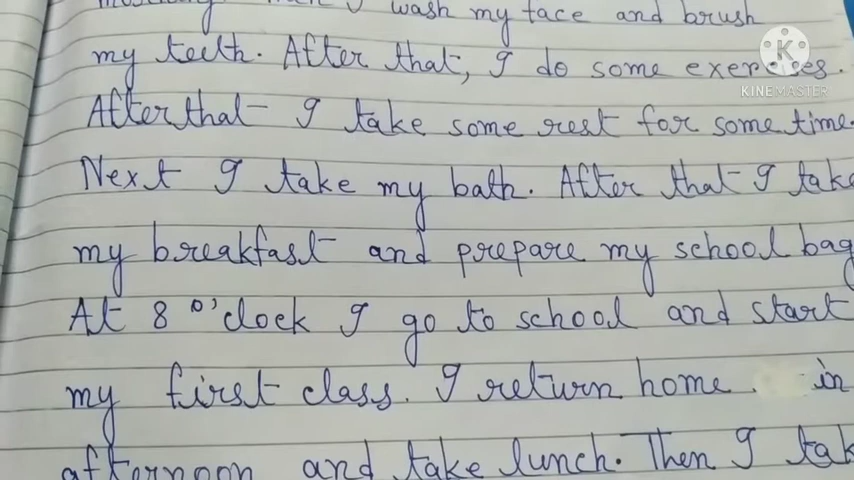 wash my face and brush
my teeth. After that, I do some exercises.
After that I take some rest for some time.
Next I take my bath. After that I take
my breakfast and prepare my school bag
At 8 o'clock I go to school and start
my first class. I return home in
afternoon and take lunch. Then I tak
KINEMASTER